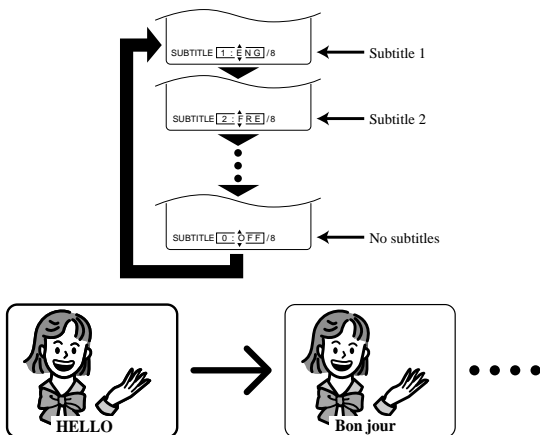 SUBTITLE 1 : ENG /8
Subtitle 1
SUBTITLE 2 : FRE /8
Subtitle 2
SUBTITLE 0 : OFF /8
No subtitles
HELLO
Bon jour